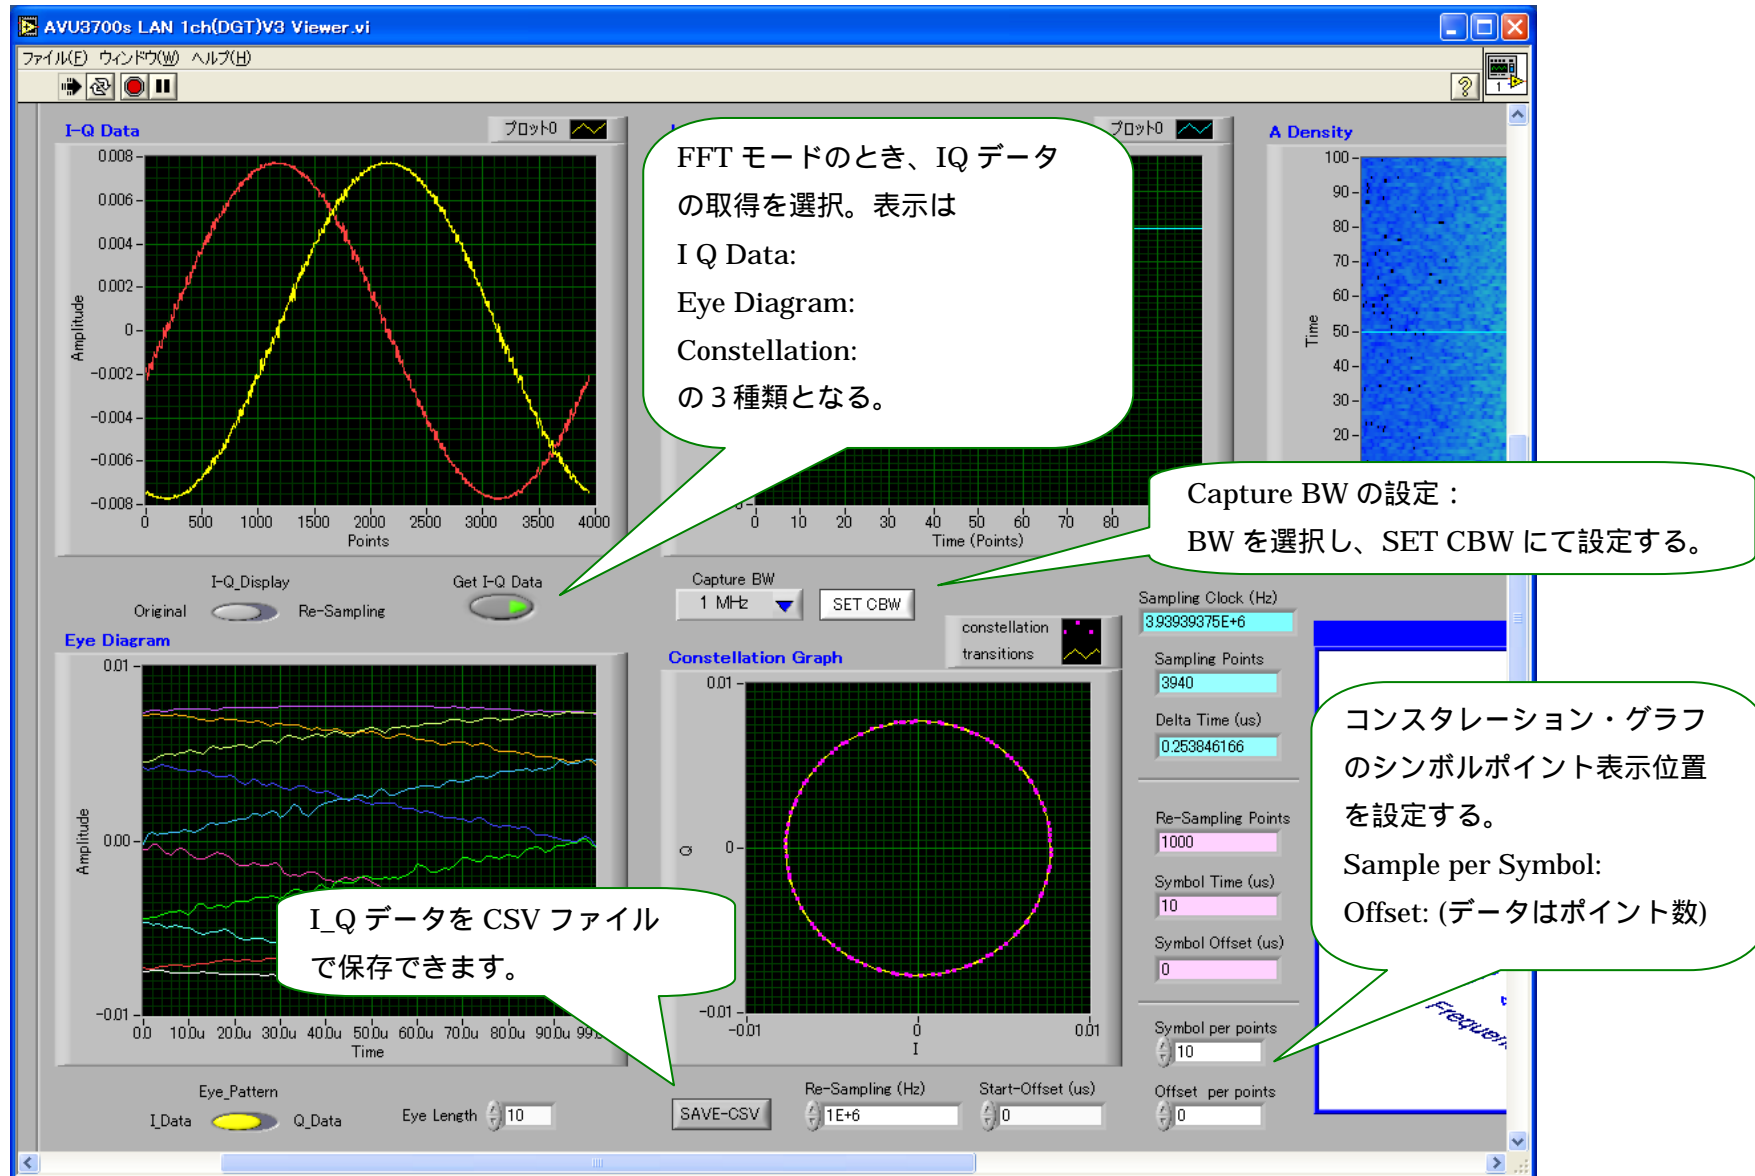 AVU3700s LAN 1ch(DGT)V3 Viewer.vi
ファイル(F) ウィンドウ(W) ヘルプ(H)
I-Q Data
プロット0
プロット0
A Density
0.008
0.006
0.004
0.002
0
-0.002
-0.004
-0.006
-0.008
Amplitude
0 500 1000 1500 2000 2500 3000 3500 4000
Points
FFT モードのとき、IQ データ
の取得を選択。表示は
I Q Data:
Eye Diagram:
Constellation:
の 3 種類となる。
0 10 20 30 40 50 60 70 80
Time (Points)
100
90
80
70
60
50
40
30
20
Time
Capture BW の設定：
BW を選択し、SET CBW にて設定する。
I-Q_Display
Original
Re-Sampling
Get I-Q Data
Capture BW
1 MHz
SET CBW
Sampling Clock (Hz)
3.93939375E+6
Sampling Points
3940
Delta Time (us)
0.253846166
Re-Sampling Points
1000
Symbol Time (us)
10
Symbol Offset (us)
0
Symbol per points
10
Offset per points
0
Eye Diagram
0.01
0.00
-0.01
Amplitude
0.0 10.0u 20.0u 30.0u 40.0u 50.0u 60.0u 70.0u 80.0u 90.0u
Time
constellation
transitions
Constellation Graph
0.01
0
-0.01
Q
-0.01 0 0.01
I
コンスタレーション・グラフ
のシンボルポイント表示位置
を設定する。
Sample per Symbol:
Offset: (データはポイント数)
I_Q データを CSV ファイル
で保存できます。
Eye_Pattern
I_Data
Q_Data
Eye Length 10
SAVE-CSV
Re-Sampling (Hz)
1E+6
Start-Offset (us)
0